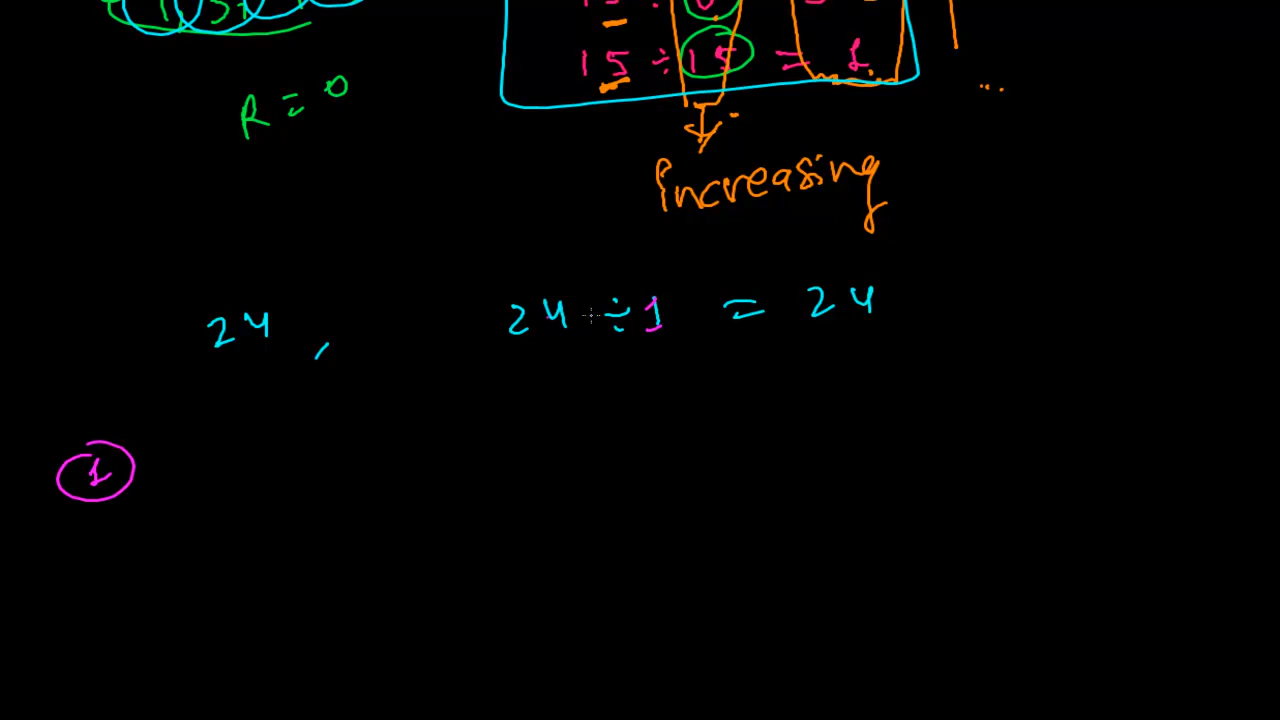 15 ÷ 15 = 1
R = 0
...
increasing
24 , 24 ÷ 1 = 24
1